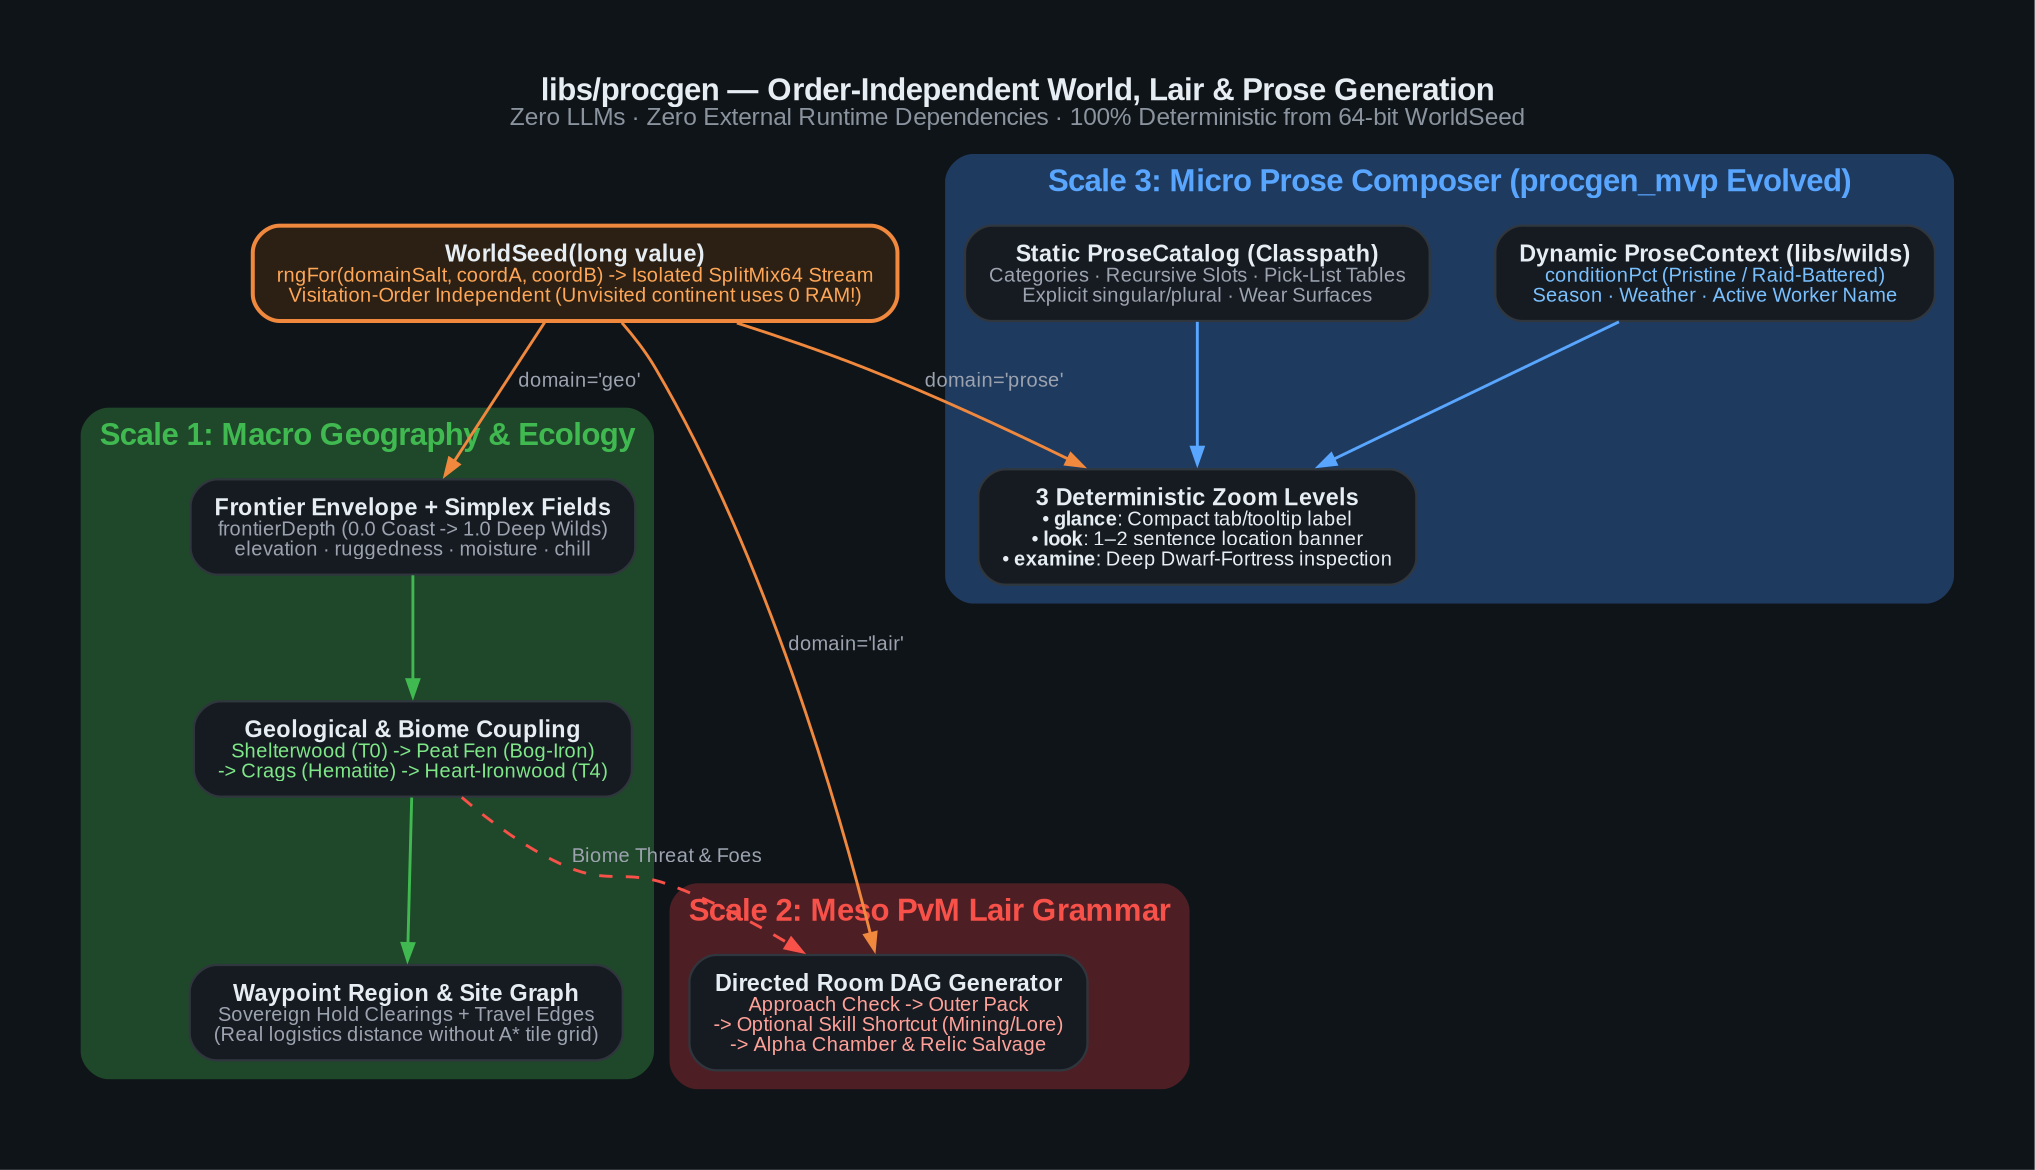 libs/procgen — Order-Independent World, Lair & Prose Generation
Zero LLMs · Zero External Runtime Dependencies · 100% Deterministic from 64-bit WorldSeed
Scale 3: Micro Prose Composer (procgen_mvp Evolved)
WorldSeed(long value)
rngFor(domainSalt, coordA, coordB) -> Isolated SplitMix64 Stream
Visitation-Order Independent (Unvisited continent uses 0 RAM!)
Static ProseCatalog (Classpath)
Categories · Recursive Slots · Pick-List Tables
Explicit singular/plural · Wear Surfaces
Dynamic ProseContext (libs/wilds)
conditionPct (Pristine / Raid-Battered)
Season · Weather · Active Worker Name
domain='geo'
domain='prose'
Scale 1: Macro Geography & Ecology
Frontier Envelope + Simplex Fields
frontierDepth (0.0 Coast -> 1.0 Deep Wilds)
elevation · ruggedness · moisture · chill
3 Deterministic Zoom Levels
• glance: Compact tab/tooltip label
• look: 1–2 sentence location banner
• examine: Deep Dwarf-Fortress inspection
domain='lair'
Geological & Biome Coupling
Shelterwood (T0) -> Peat Fen (Bog-Iron)
-> Crags (Hematite) -> Heart-Ironwood (T4)
Biome Threat & Foes
Scale 2: Meso PvM Lair Grammar
Waypoint Region & Site Graph
Sovereign Hold Clearings + Travel Edges
(Real logistics distance without A* tile grid)
Directed Room DAG Generator
Approach Check -> Outer Pack
-> Optional Skill Shortcut (Mining/Lore)
-> Alpha Chamber & Relic Salvage